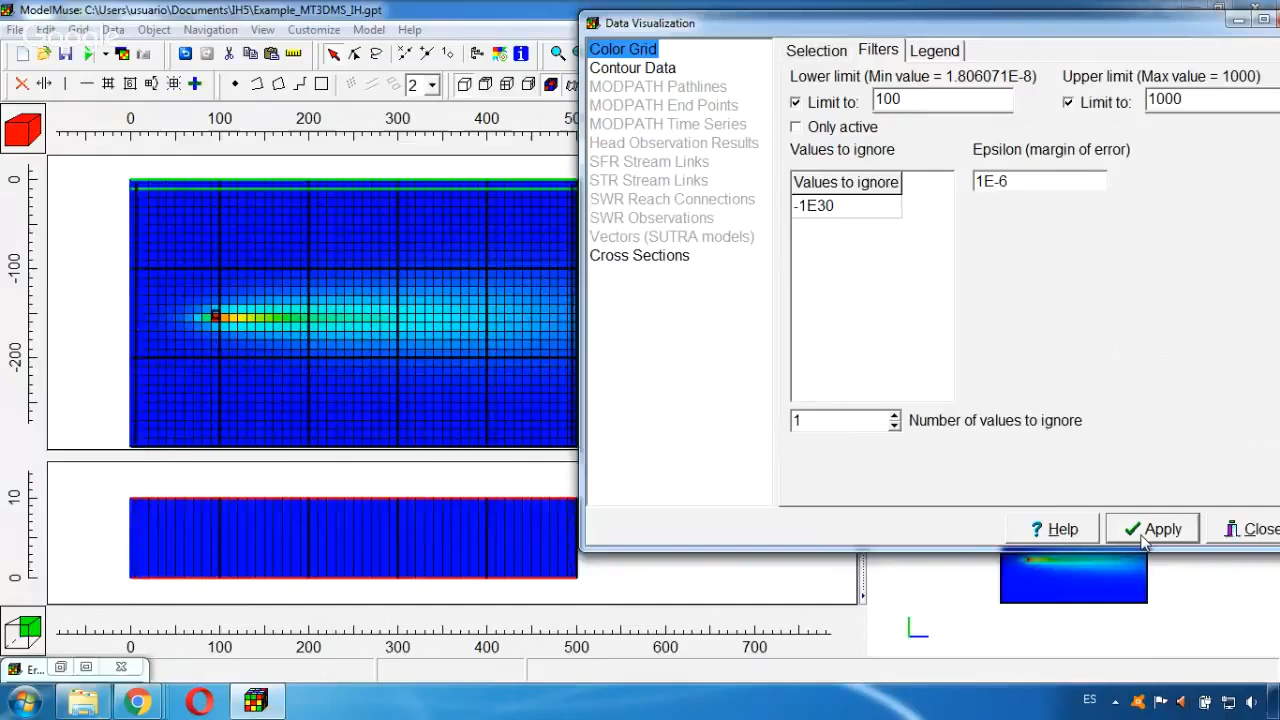 ModelMuse: C:\Users\usuario\Documents\IH5\Example_MT3DMS_IH.gpt
File Edit Grid Data Object Navigation View Customize Model Help
Google
2
0 100 200 300 400 50
0
-100
-200
10
0
0 100 200 300 400 500 600 700
Er...
Data Visualization
Color Grid
Contour Data
MODPATH Pathlines
MODPATH End Points
MODPATH Time Series
Head Observation Results
SFR Stream Links
STR Stream Links
SWR Reach Connections
SWR Observations
Vectors (SUTRA models)
Cross Sections
Selection Filters Legend
Lower limit (Min value = 1.806071E-8) Upper limit (Max value = 1000)
Limit to: 100 Limit to: 1000
Only active
Values to ignore Epsilon (margin of error)
Values to ignore 1E-6
-1E30
1 Number of values to ignore
? Help Apply Close
ES